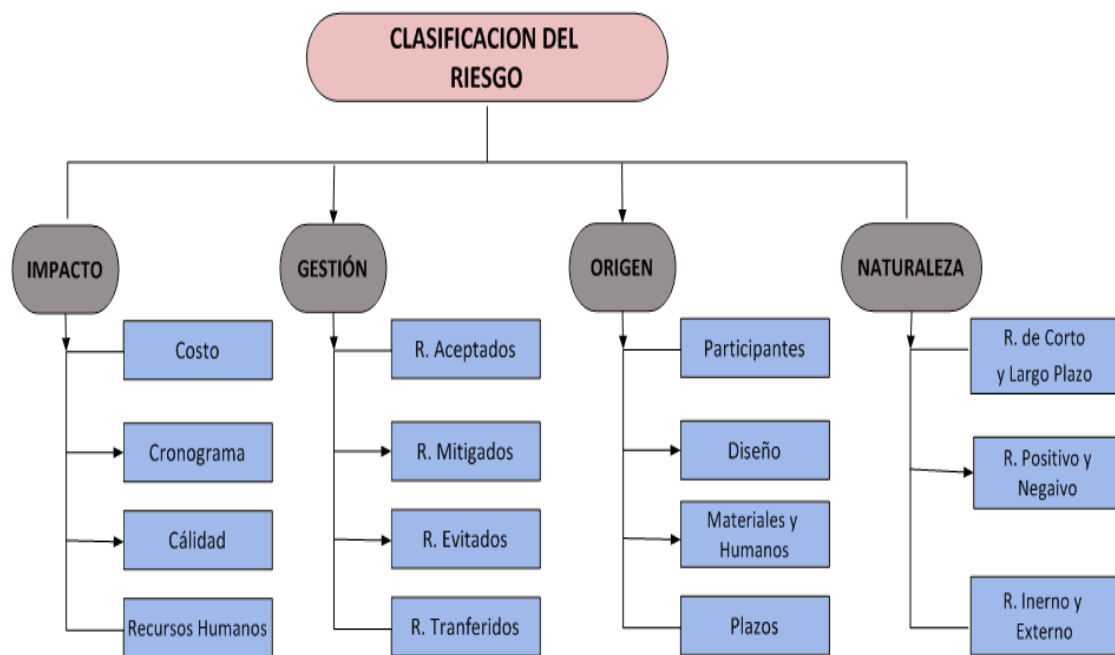 CLASIFICACION DEL
RIESGO
IMPACTO
Costo
Cronograma
Cálidad
Recursos Humanos
GESTIÓN
R. Aceptados
R. Mitigados
R. Evitados
R. Tranferidos
ORIGEN
Participantes
Diseño
Materiales y
Humanos
Plazos
NATURALEZA
R. de Corto
y Largo Plazo
R. Positivo y
Negaivo
R. Inerno y
Externo